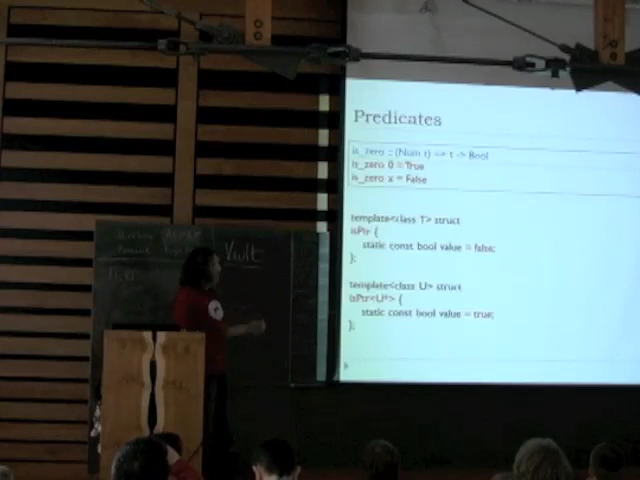 Predicates
is_zero :: (Num t) => t -> Bool
is_zero 0 = True
is_zero x = False
template<class T> struct
isPtr {
static const bool value = false;
};
template<class U> struct
isPtr<U*> {
static const bool value = true;
};
Vault